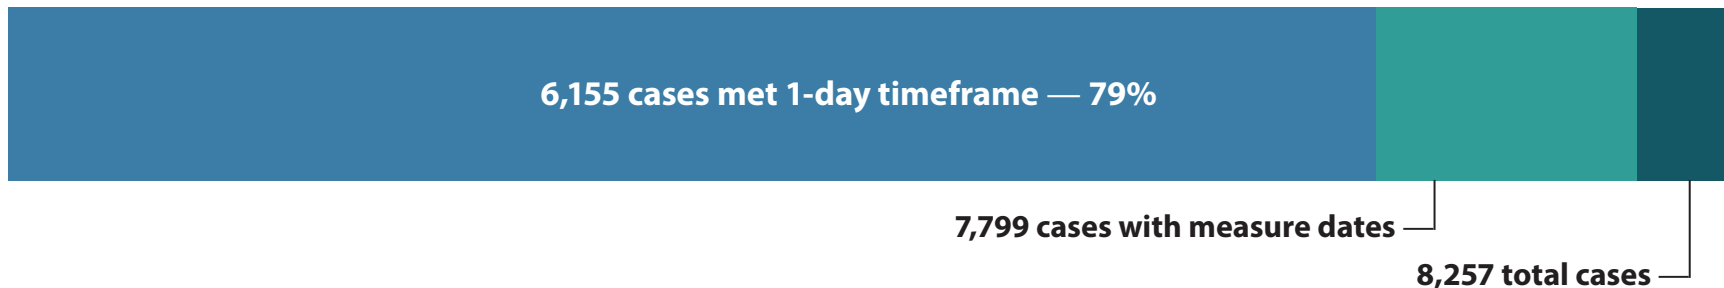 6,155 cases met 1-day timeframe — 79%
7,799 cases with measure dates
8,257 total cases